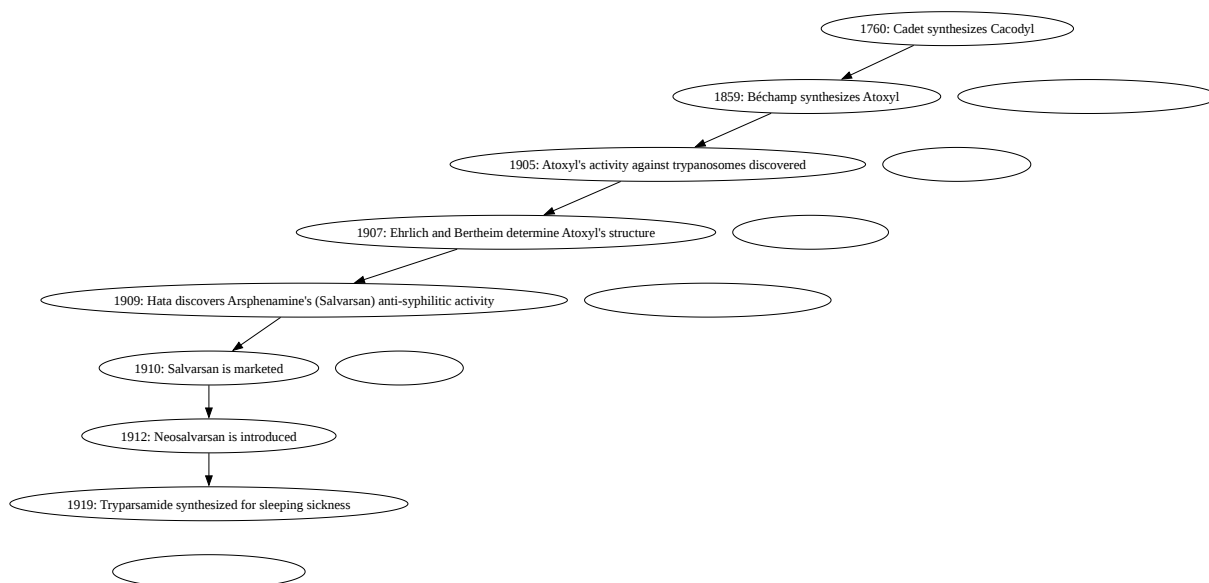 1760: Cadet synthesizes Cacodyl
1859: Béchamp synthesizes Atoxyl
1905: Atoxyl's activity against trypanosomes discovered
1907: Ehrlich and Bertheim determine Atoxyl's structure
1909: Hata discovers Arsphenamine's (Salvarsan) anti-syphilitic activity
1910: Salvarsan is marketed
1912: Neosalvarsan is introduced
1919: Tryparsamide synthesized for sleeping sickness